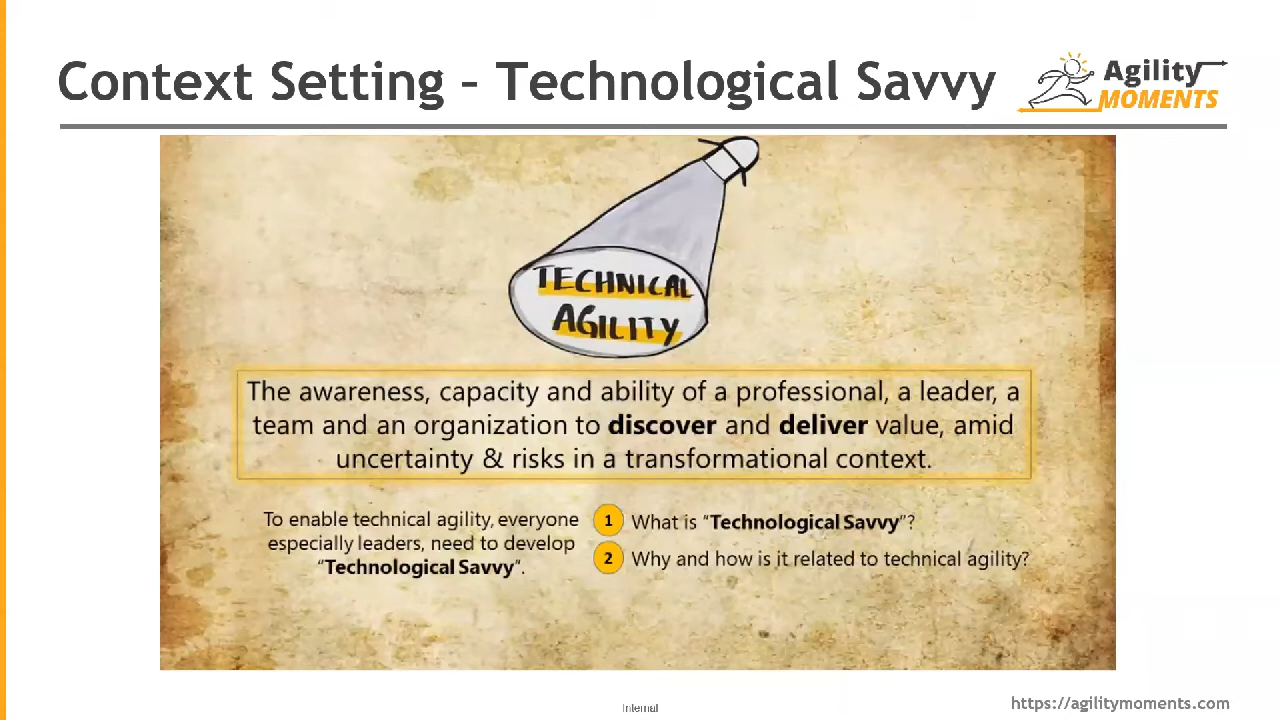 Context Setting – Technological Savvy
Agility
MOMENTS
TECHNICAL
AGILITY
The awareness, capacity and ability of a professional, a leader, a
team and an organization to discover and deliver value, amid
uncertainty & risks in a transformational context.
To enable technical agility, everyone
especially leaders, need to develop
“Technological Savvy”.
1 What is “Technological Savvy”?
2 Why and how is it related to technical agility?
Internal
https://agilitymoments.com